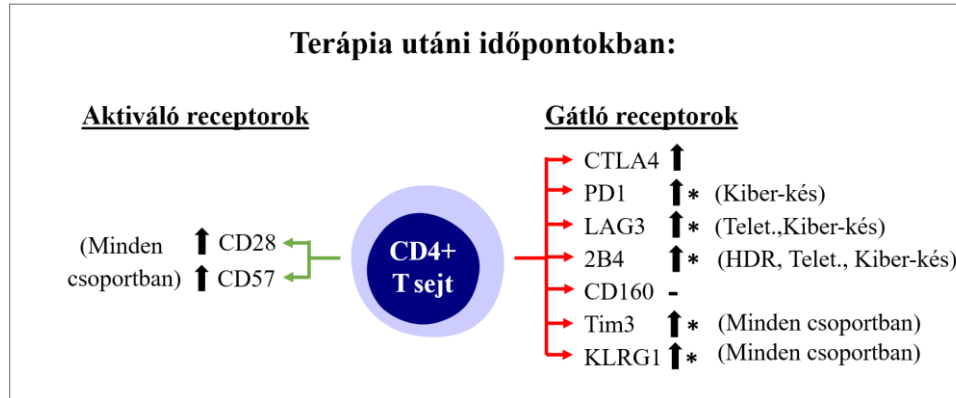 Terápia utáni időpontokban:
Aktiváló receptorok
(Minden
csoportban)
CD28
CD57
CD4+
T sejt
Gátló receptorok
CTLA4
PD1 * (Kiber-kés)
LAG3 * (Telet.,Kiber-kés)
2B4 * (HDR, Telet., Kiber-kés)
CD160 -
Tim3 * (Minden csoportban)
KLRG1 * (Minden csoportban)